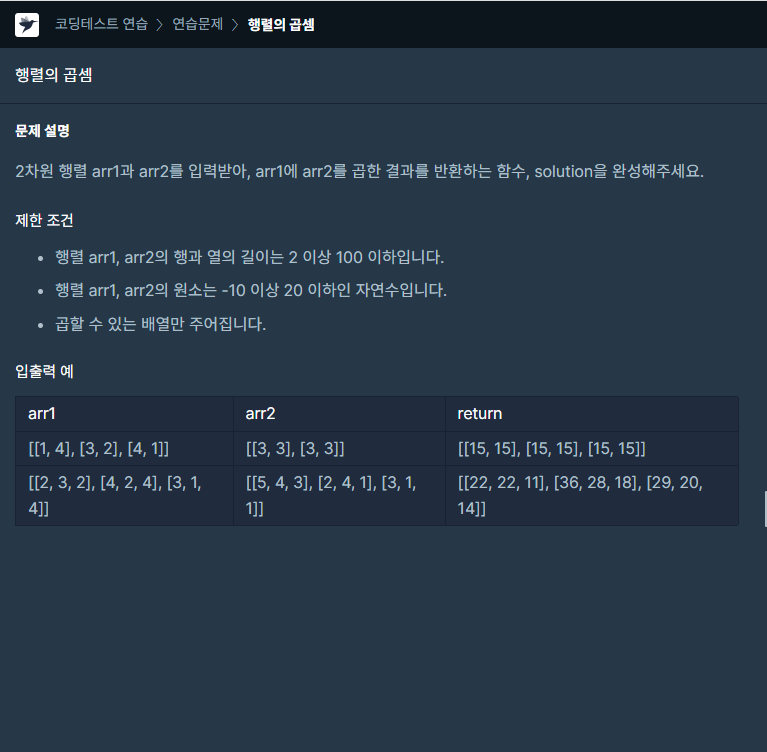 코딩테스트 연습 > 연습문제 > 행렬의 곱셈
행렬의 곱셈
문제 설명
2차원 행렬 arr1과 arr2를 입력받아, arr1에 arr2를 곱한 결과를 반환하는 함수, solution을 완성해주세요.
제한 조건
• 행렬 arr1, arr2의 행과 열의 길이는 2 이상 100 이하입니다.
• 행렬 arr1, arr2의 원소는 -10 이상 20 이하인 자연수입니다.
• 곱할 수 있는 배열만 주어집니다.
입출력 예
arr1 arr2 return
[[1, 4], [3, 2], [4, 1]] [[3, 3], [3, 3]] [[15, 15], [15, 15], [15, 15]]
[[2, 3, 2], [4, 2, 4], [3, 1, [[5, 4, 3], [2, 4, 1], [3, 1, [[22, 22, 11], [36, 28, 18], [29, 20,
4]] 1]] 14]]